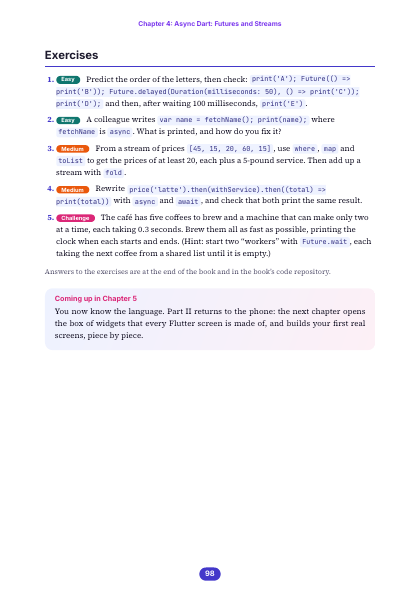 Chapter 4: Async Dart: Futures and Streams
Exercises
1. Easy Predict the order of the letters, then check: print('A'); Future(() =>
print('B')); Future.delayed(Duration(milliseconds: 50), () => print('C'));
print('D'); and then, after waiting 100 milliseconds, print('E').
2. Easy A colleague writes var name = fetchName(); print(name); where
fetchName is async. What is printed, and how do you fix it?
3. Medium From a stream of prices [45, 15, 20, 60, 15], use where, map and
toList to get the prices of at least 20, each plus a 5-pound service. Then add up a
stream with fold.
4. Medium Rewrite price('latte').then(withService).then((total) =>
print(total)) with async and await, and check that both print the same result.
5. Challenge The café has five coffees to brew and a machine that can make only two
at a time, each taking 0.3 seconds. Brew them all as fast as possible, printing the
clock when each starts and ends. (Hint: start two “workers” with Future.wait, each
taking the next coffee from a shared list until it is empty.)
Answers to the exercises are at the end of the book and in the book's code repository.
Coming up in Chapter 5
You now know the language. Part II returns to the phone: the next chapter opens
the box of widgets that every Flutter screen is made of, and builds your first real
screens, piece by piece.
98